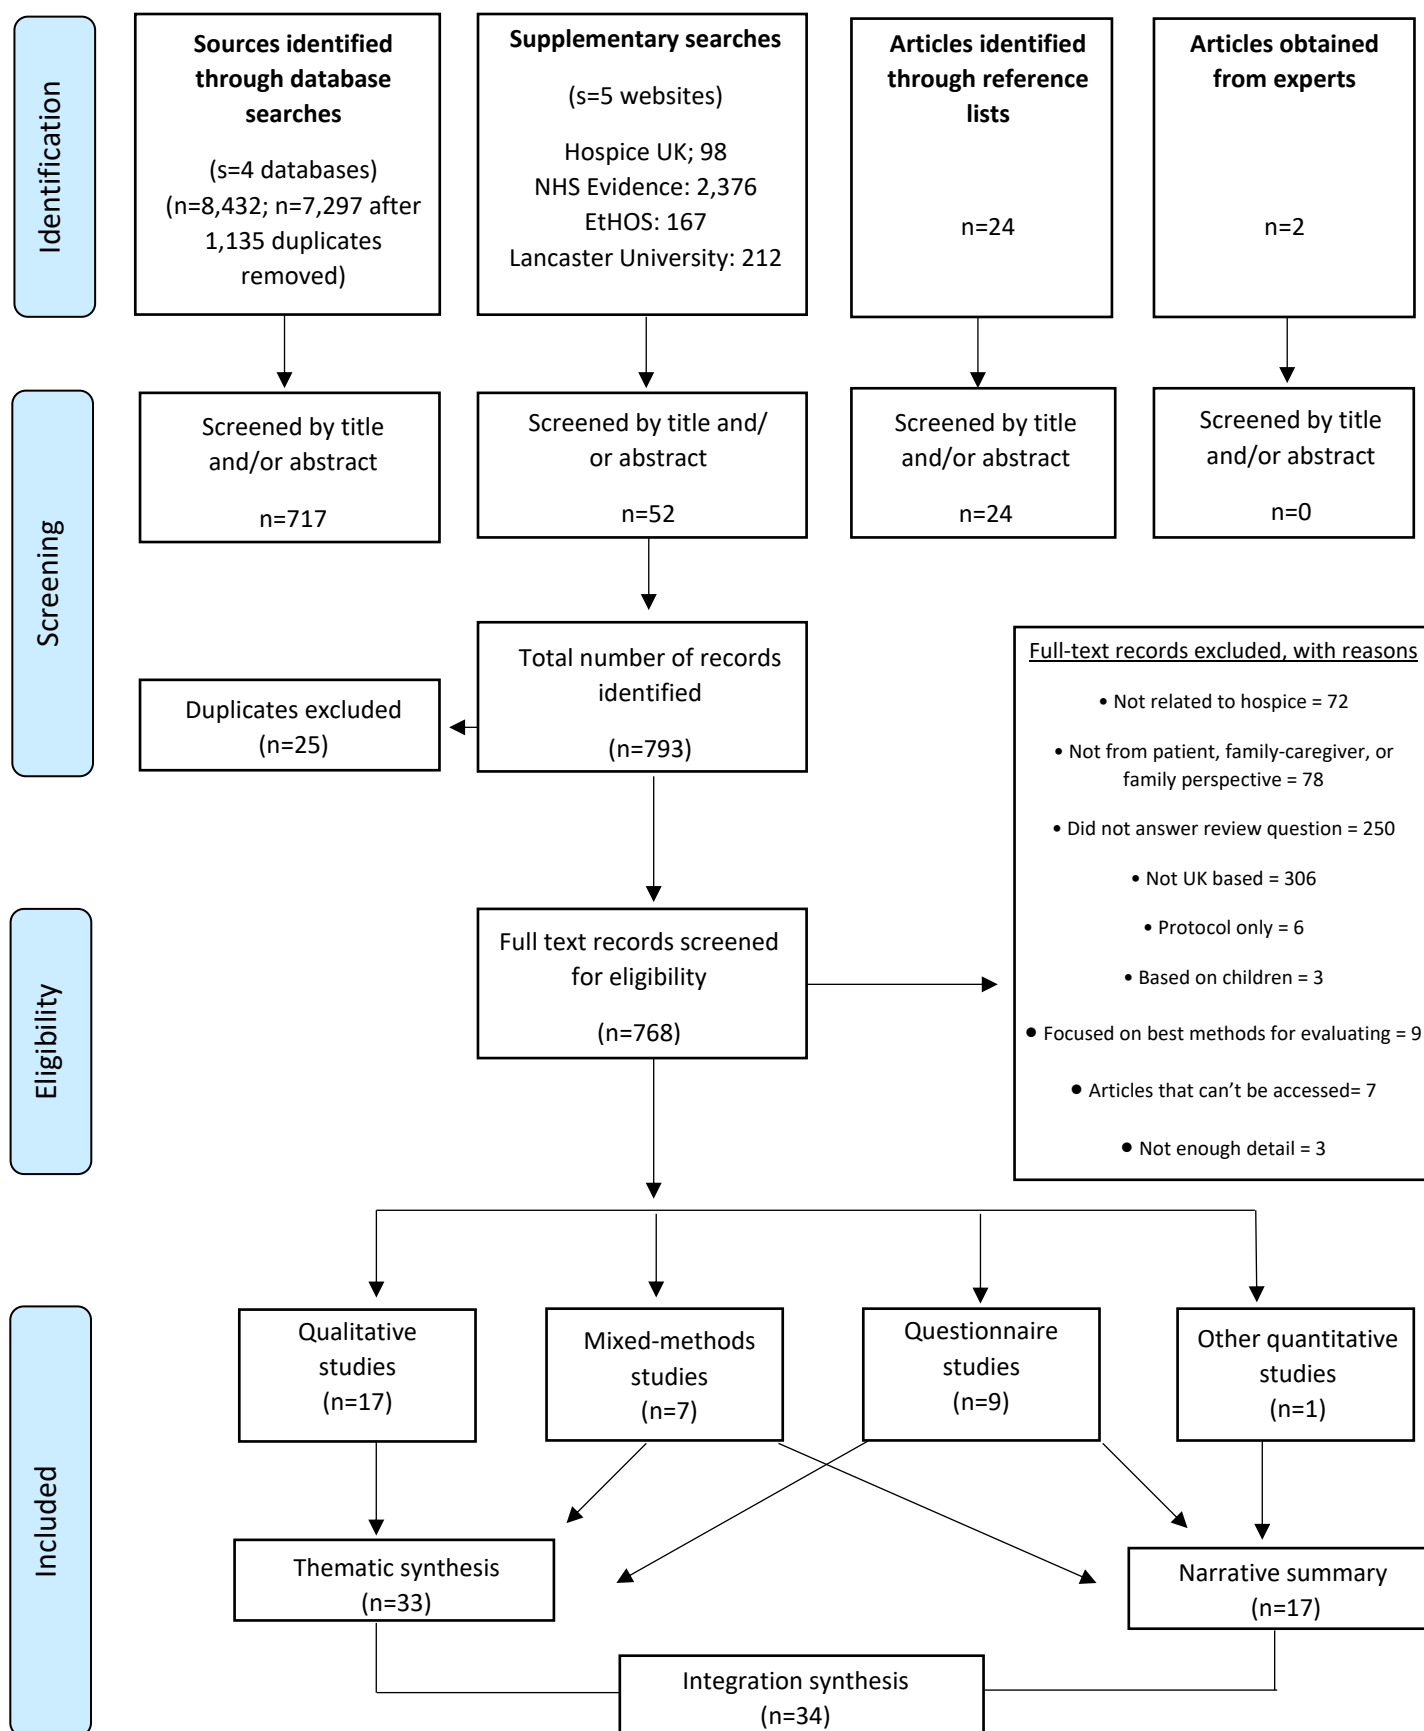 Identification
Sources identified
through database
searches
(s=4 databases)
(n=8,432; n=7,297 after
1,135 duplicates
removed)
Supplementary searches
(s=5 websites)
Hospice UK; 98
NHS Evidence: 2,376
EtHOS: 167
Lancaster University: 212
Articles identified
through reference
lists
n=24
Articles obtained
from experts
n=2
Screening
Screened by title
and/or abstract
n=717
Screened by title and/
or abstract
n=52
Screened by title
and/or abstract
n=24
Screened by title
and/or abstract
n=0
Total number of records
identified
(n=793)
Duplicates excluded
(n=25)
Full-text records excluded, with reasons
• Not related to hospice = 72
• Not from patient, family-caregiver, or
family perspective = 78
• Did not answer review question = 250
• Not UK based = 306
• Protocol only = 6
• Based on children = 3
• Focused on best methods for evaluating = 9
• Articles that can’t be accessed= 7
• Not enough detail = 3
Eligibility
Full text records screened
for eligibility
(n=768)
Included
Qualitative
studies
(n=17)
Mixed-methods
studies
(n=7)
Questionnaire
studies
(n=9)
Other quantitative
studies
(n=1)
Thematic synthesis
(n=33)
Narrative summary
(n=17)
Integration synthesis
(n=34)